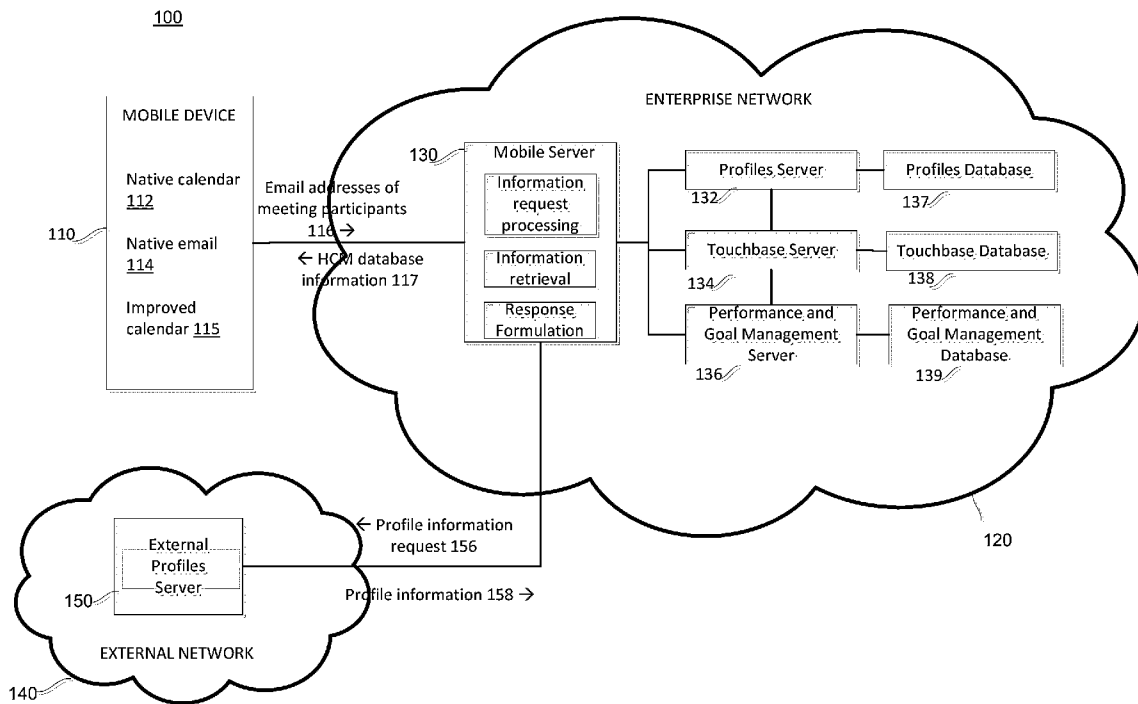 100
MOBILE DEVICE
Native calendar
112
Native email
114
Improved
calendar 115
110
Email addresses of
meeting participants
116 →
← HCM database
information 117
ENTERPRISE NETWORK
130
Mobile Server
Information
request
processing
Information
retrieval
Response
Formulation
Profiles Server
132
Profiles Database
137
Touchbase Server
134
Touchbase Database
138
Performance and
Goal Management
Server
136
Performance and
Goal Management
Database
139
120
← Profile information
request 156
Profile information 158 →
External
Profiles
Server
150
EXTERNAL NETWORK
140